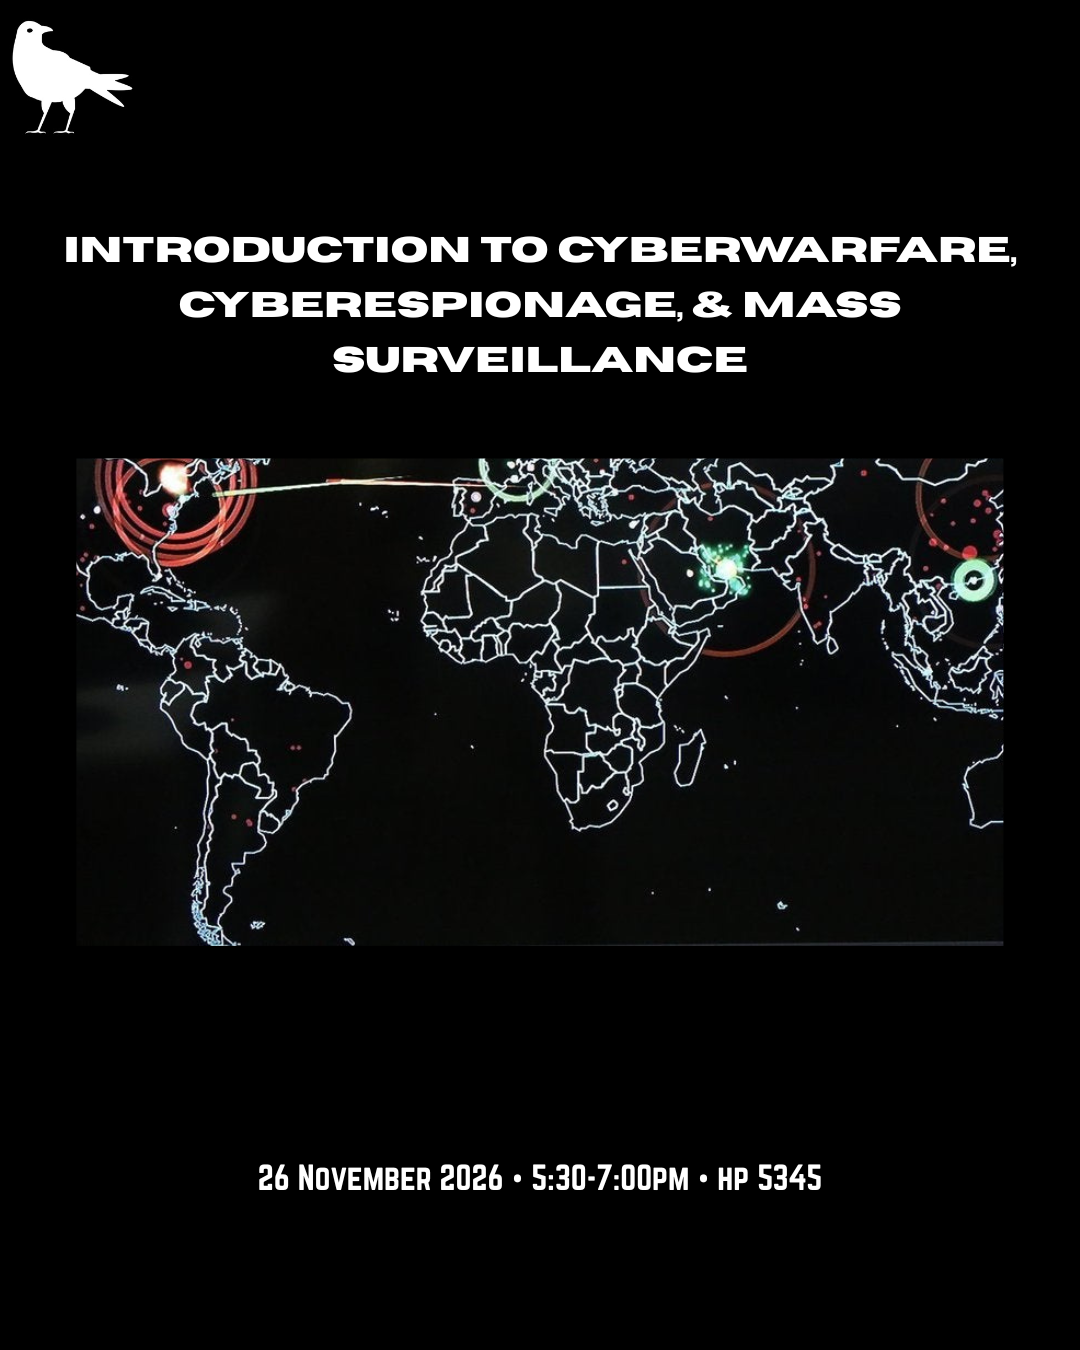 INTRODUCTION TO CYBERWARFARE,
CYBERESPIONAGE, & MASS
SURVEILLANCE
26 November 2026 • 5:30-7:00pm • hp 5345